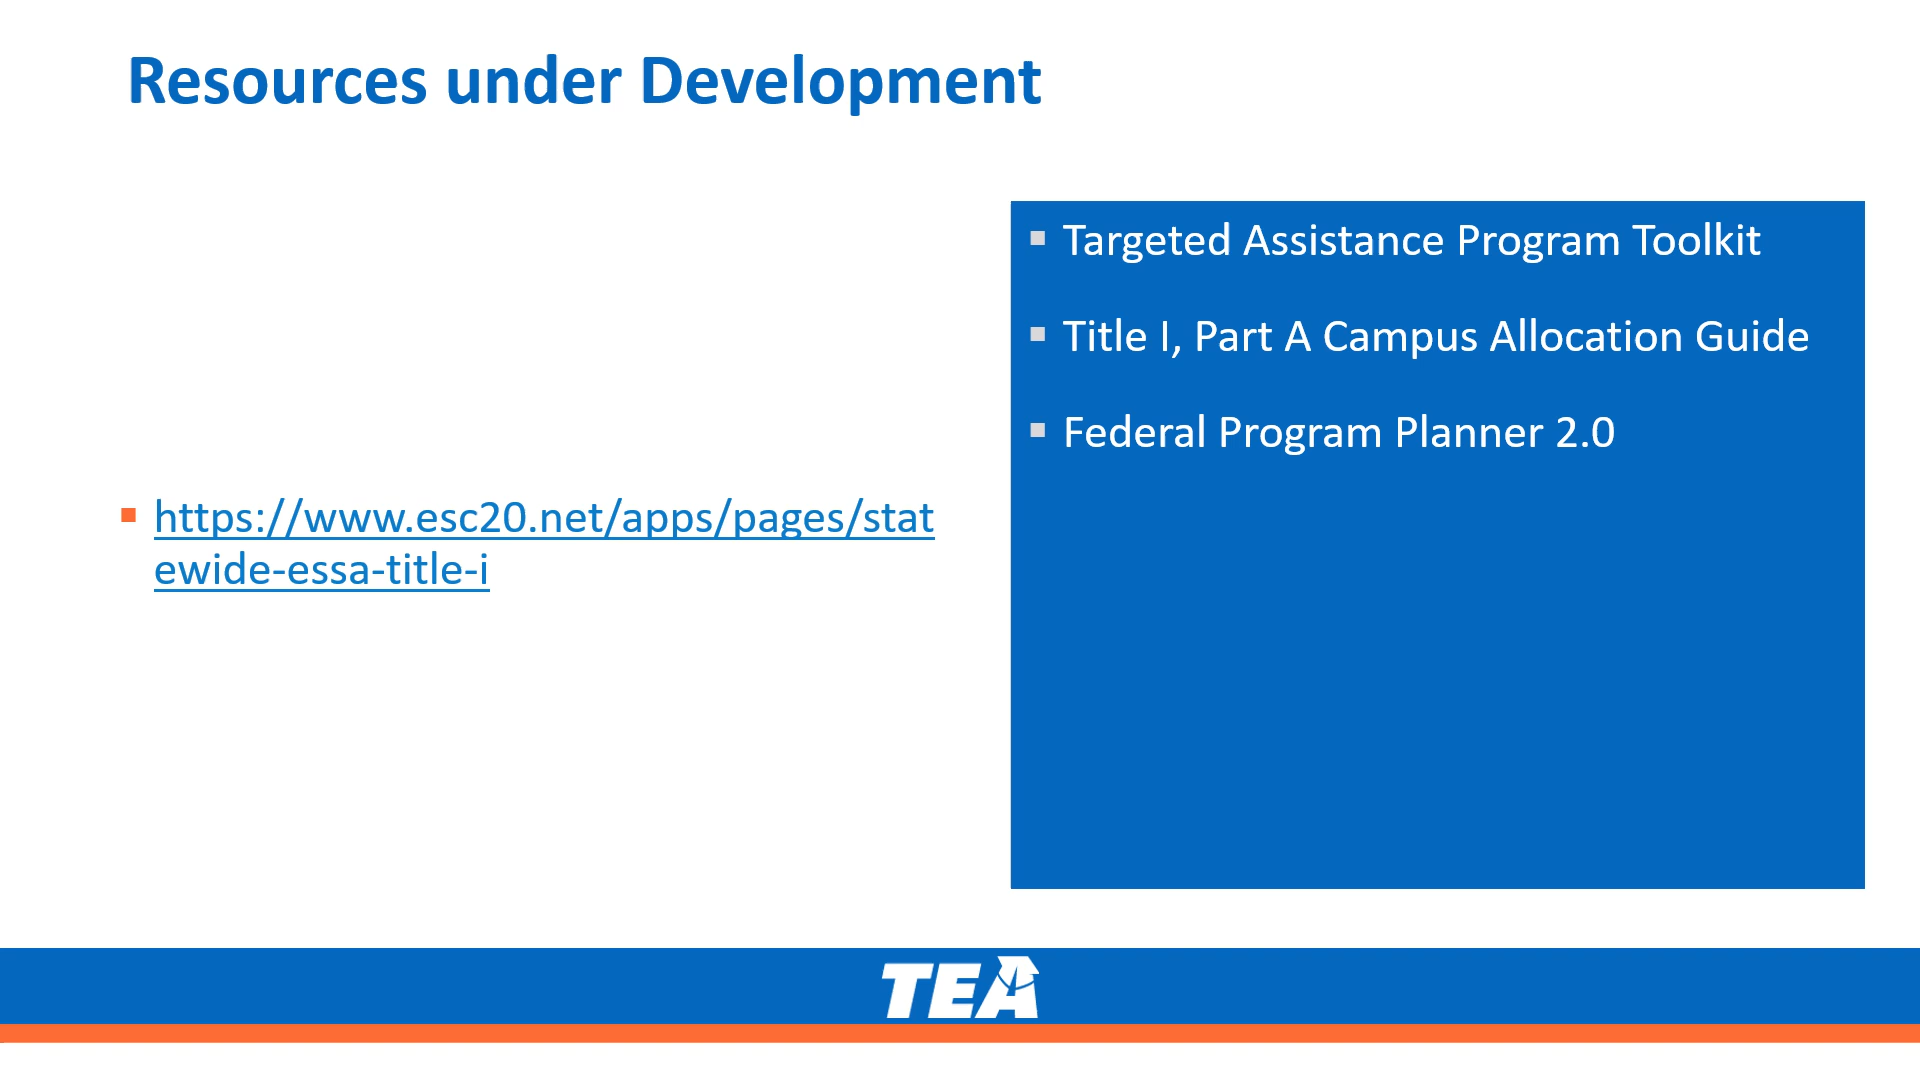 Resources under Development
https://www.esc20.net/apps/pages/stat
ewide-essa-title-i
Targeted Assistance Program Toolkit
Title I, Part A Campus Allocation Guide
Federal Program Planner 2.0
TEA